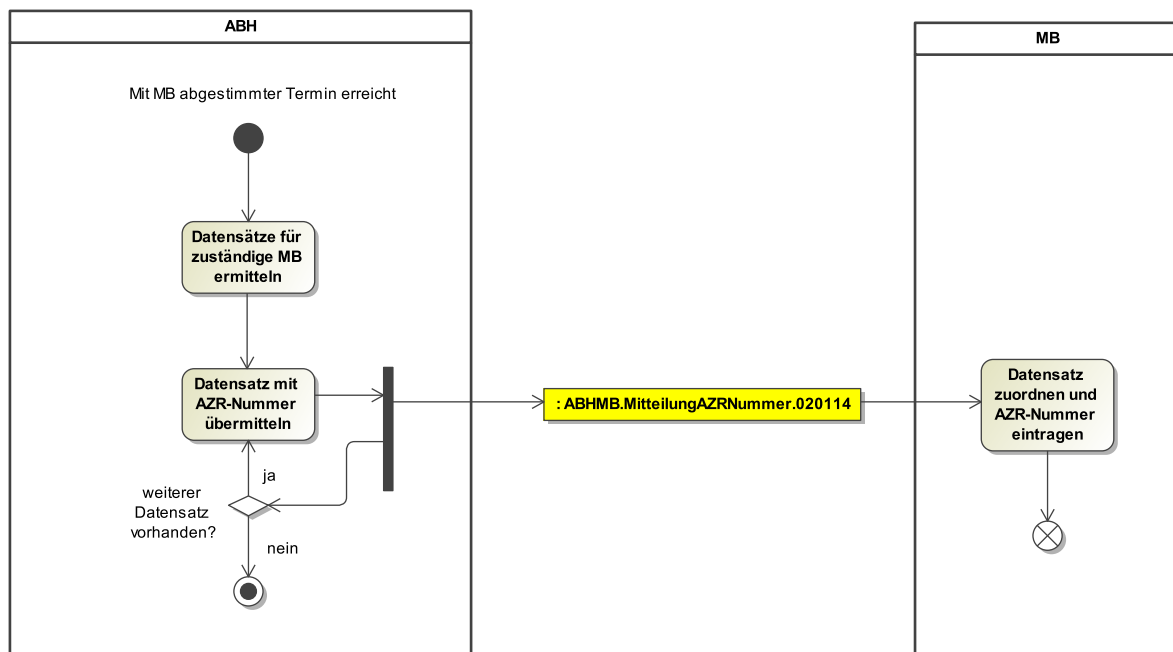 ABH
MB
Mit MB abgestimmter Termin erreicht
Datensätze für
zuständige MB
ermitteln
Datensatz mit
AZR-Nummer
übermitteln
: ABHMB.MitteilungAZRNummer.020114
Datensatz
zuordnen und
AZR-Nummer
eintragen
ja
weiterer
Datensatz
vorhanden?
nein